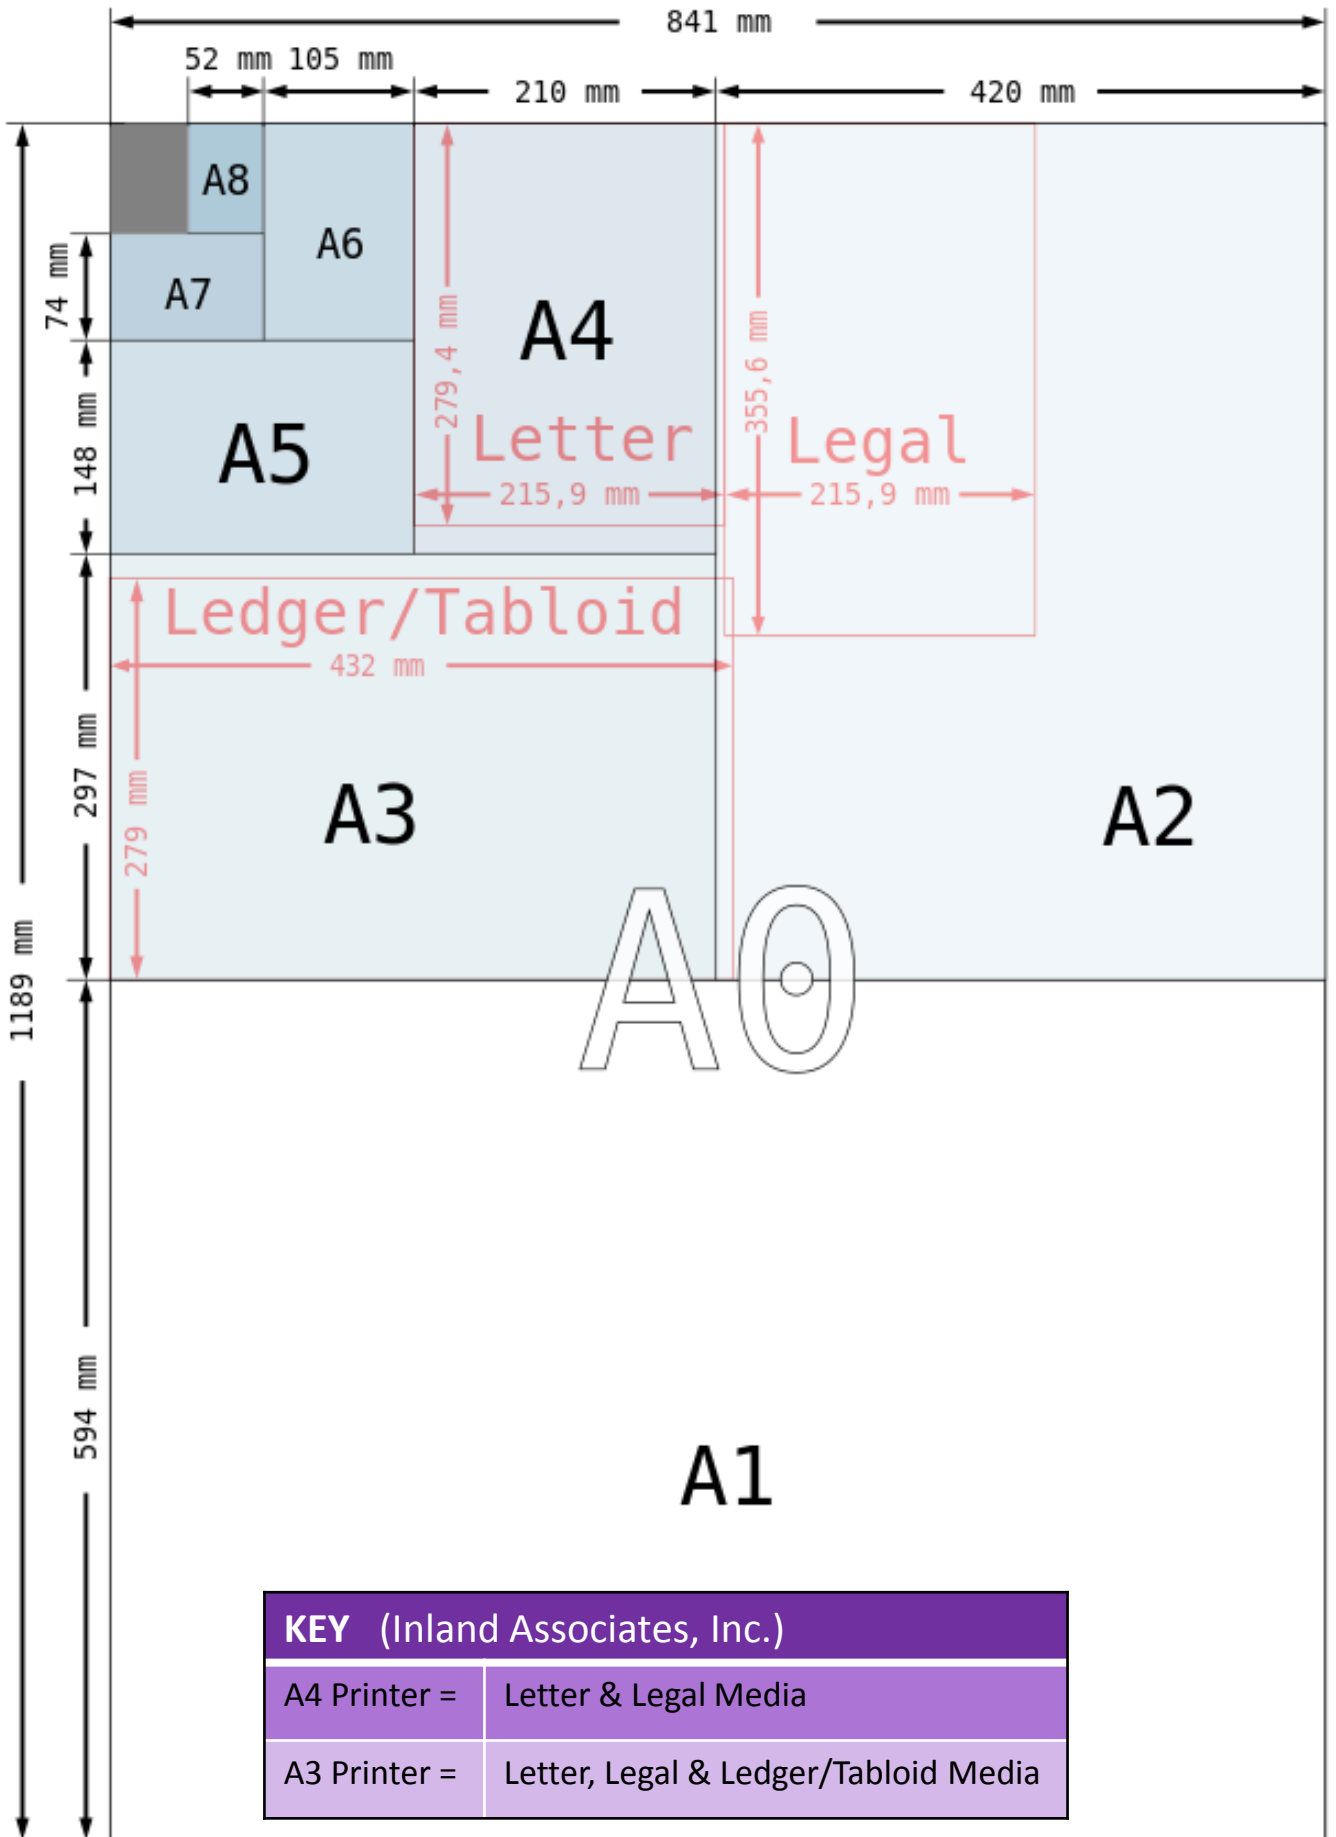 841 mm
52 mm 105 mm
210 mm
420 mm
A8
A6
74 mm
A7
A4
279,4 mm
355,6 mm
148 mm
A5
Letter
Legal
215,9 mm
215,9 mm
Ledger/Tabloid
432 mm
297 mm
279 mm
A3
A2
A0
1189 mm
594 mm
A1
KEY (Inland Associates, Inc.)
A4 Printer = Letter & Legal Media
A3 Printer = Letter, Legal & Ledger/Tabloid Media